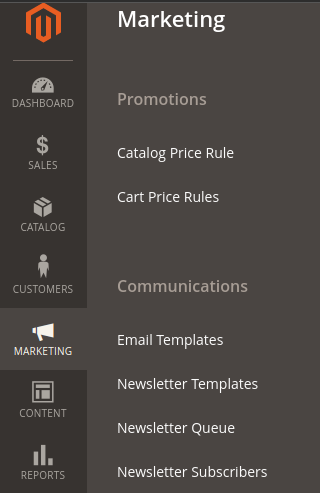 Marketing
Promotions
Catalog Price Rule
Cart Price Rules
Communications
Email Templates
Newsletter Templates
Newsletter Queue
Newsletter Subscribers
DASHBOARD
SALES
CATALOG
CUSTOMERS
MARKETING
CONTENT
REPORTS